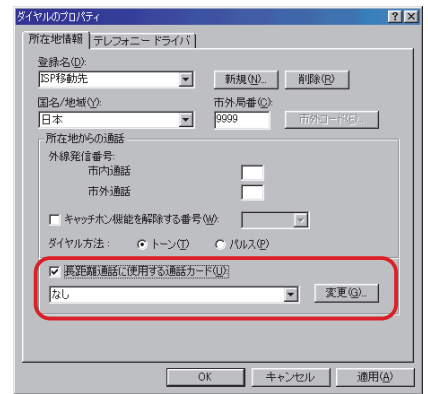 ダイヤルのプロパティ
所在地情報 テレフォニー ドライバ
登録名(D):
ISP移動先 新規(N)... 削除(R)
国名/地域(Y): 市外局番(C):
日本 9999 市外コード(E)...
所在地からの通話
外線発信番号:
市内通話
市外通話
キャッチホン機能を解除する番号(W):
ダイヤル方法: トーン(T) パルス(P)
長距離通話に使用する通話カード(U):
なし 変更(G)...
OK キャンセル 適用(A)